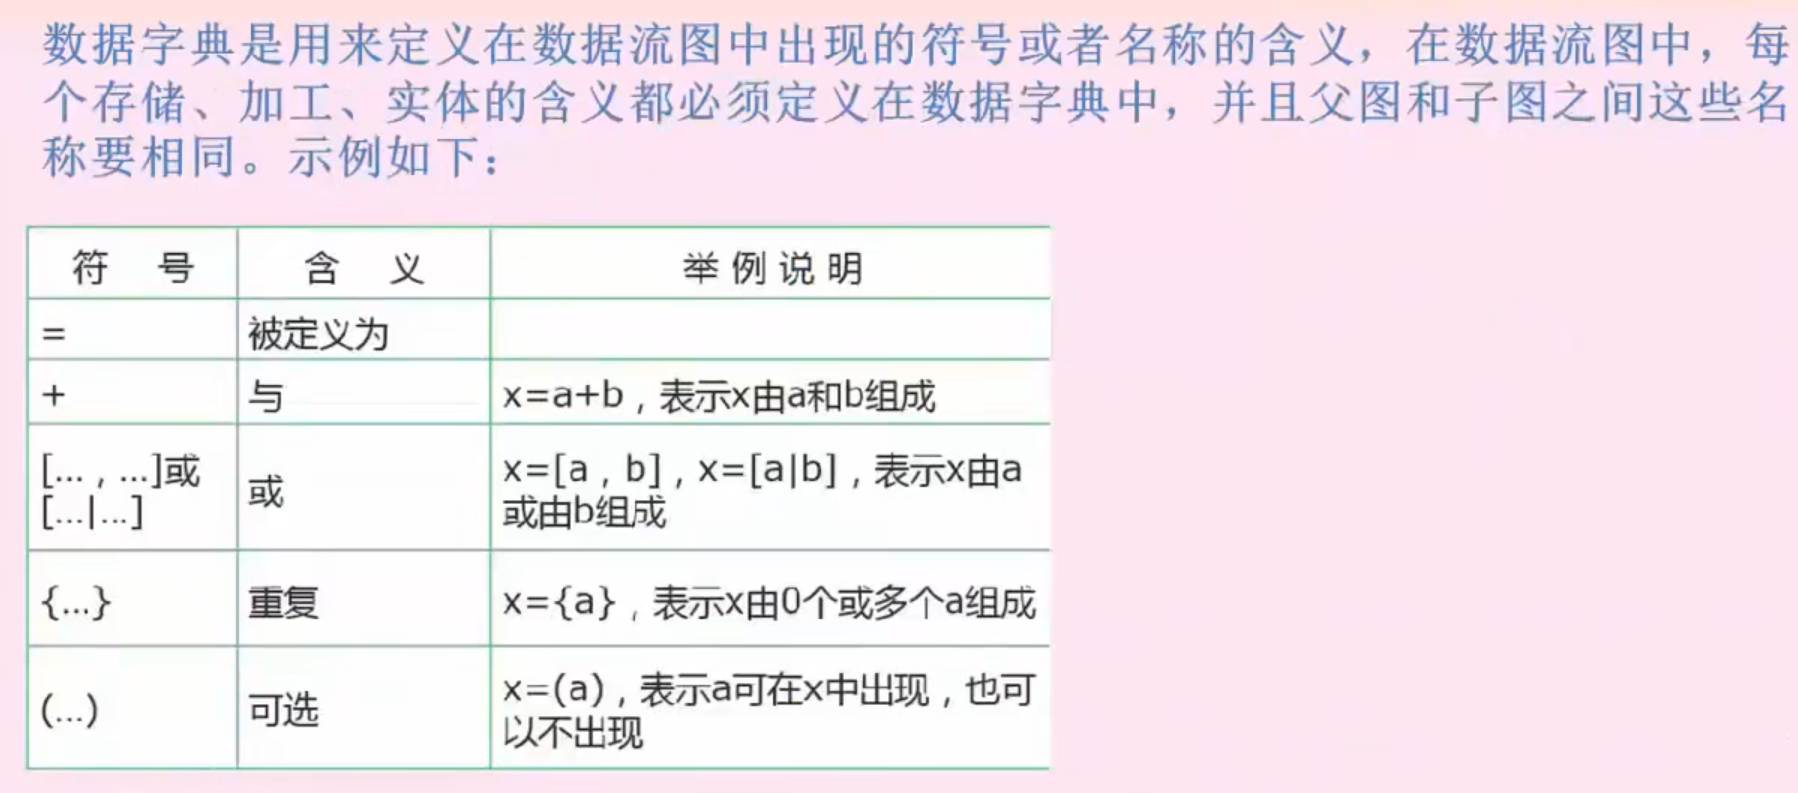 数据字典是用来定义在数据流图中出现的符号或者名称的含义，在数据流图中，每
个存储、加工、实体的含义都必须定义在数据字典中，并且父图和子图之间这些名
称要相同。示例如下：
符 号 含 义 举例说明
= 被定义为
+ 与 x=a+b，表示x由a和b组成
[...，...]或
[...|...]
或
x=[a，b]，x=[a|b]，表示x由a
或由b组成
{...} 重复 x={a}，表示x由0个或多个a组成
(...) 可选
x=(a)，表示a可在x中出现，也可
以不出现